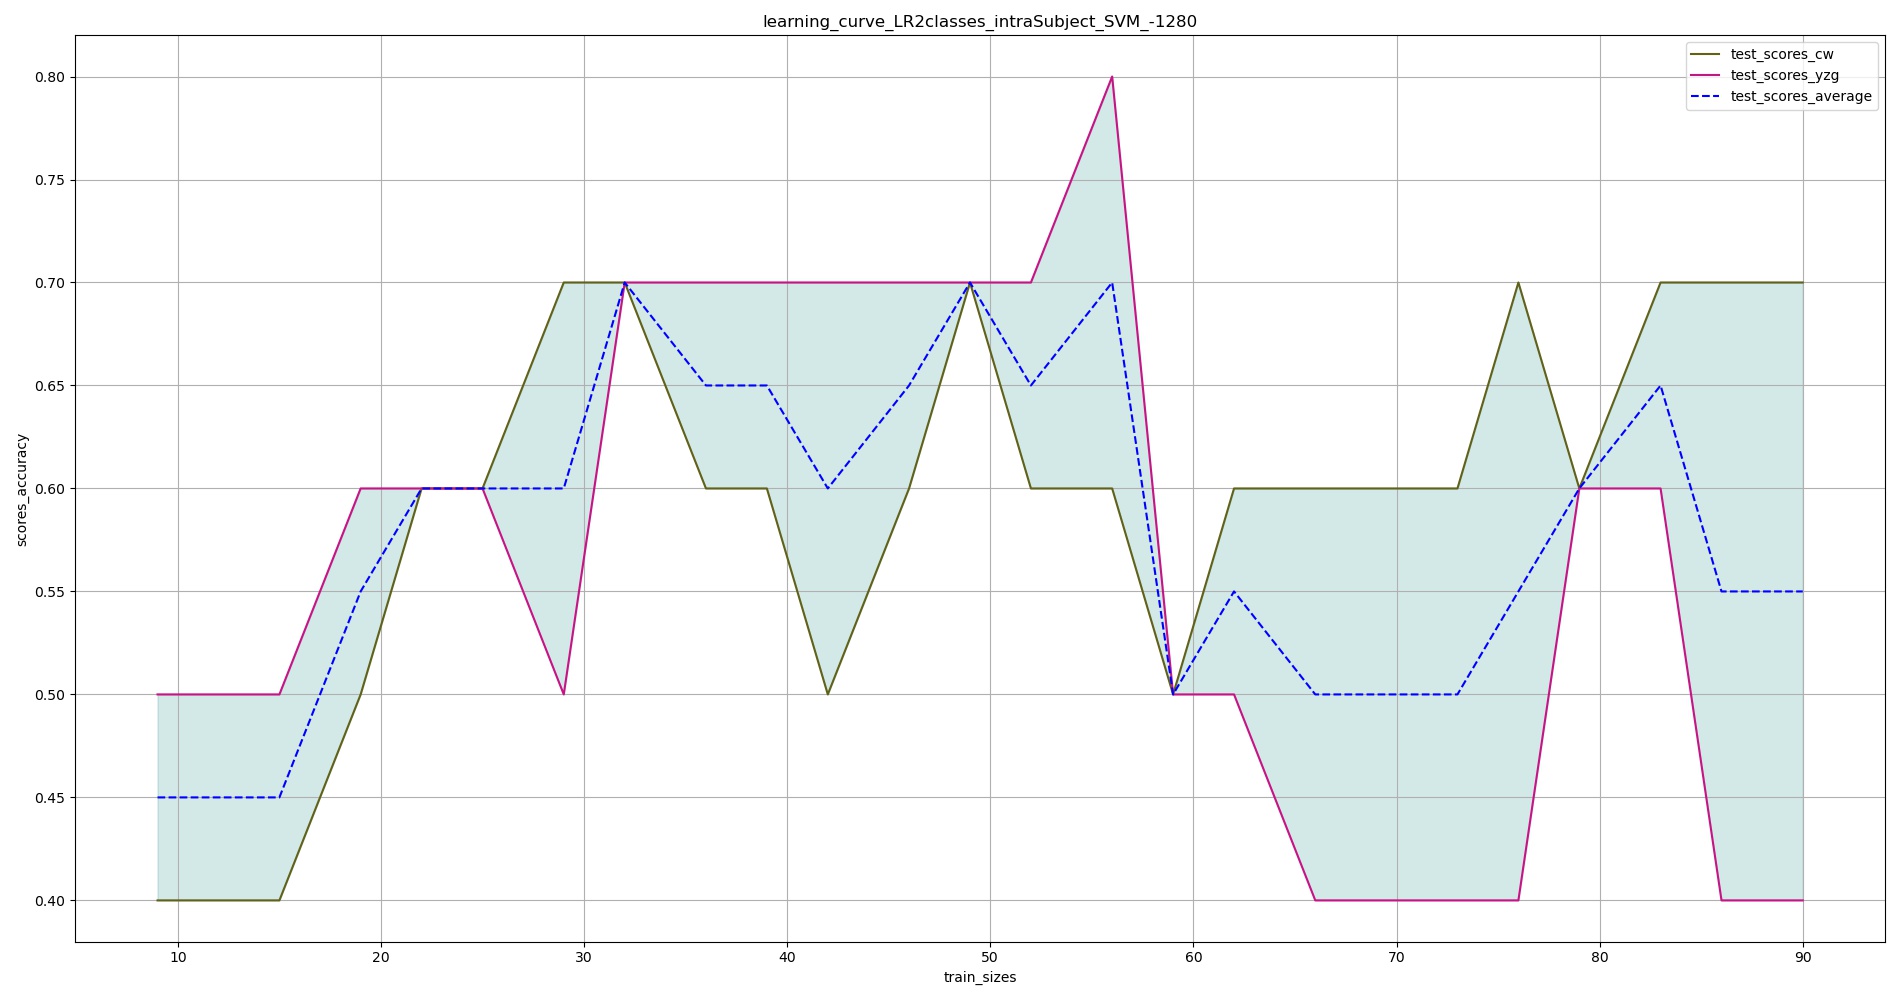 learning_curve_LR2classes_intraSubject_SVM_-1280
test_scores_cw
test_scores_yzg
test_scores_average
scores_accuracy
0.80
0.75
0.70
0.65
0.60
0.55
0.50
0.45
0.40
10 20 30 40 50 60 70 80 90
train_sizes